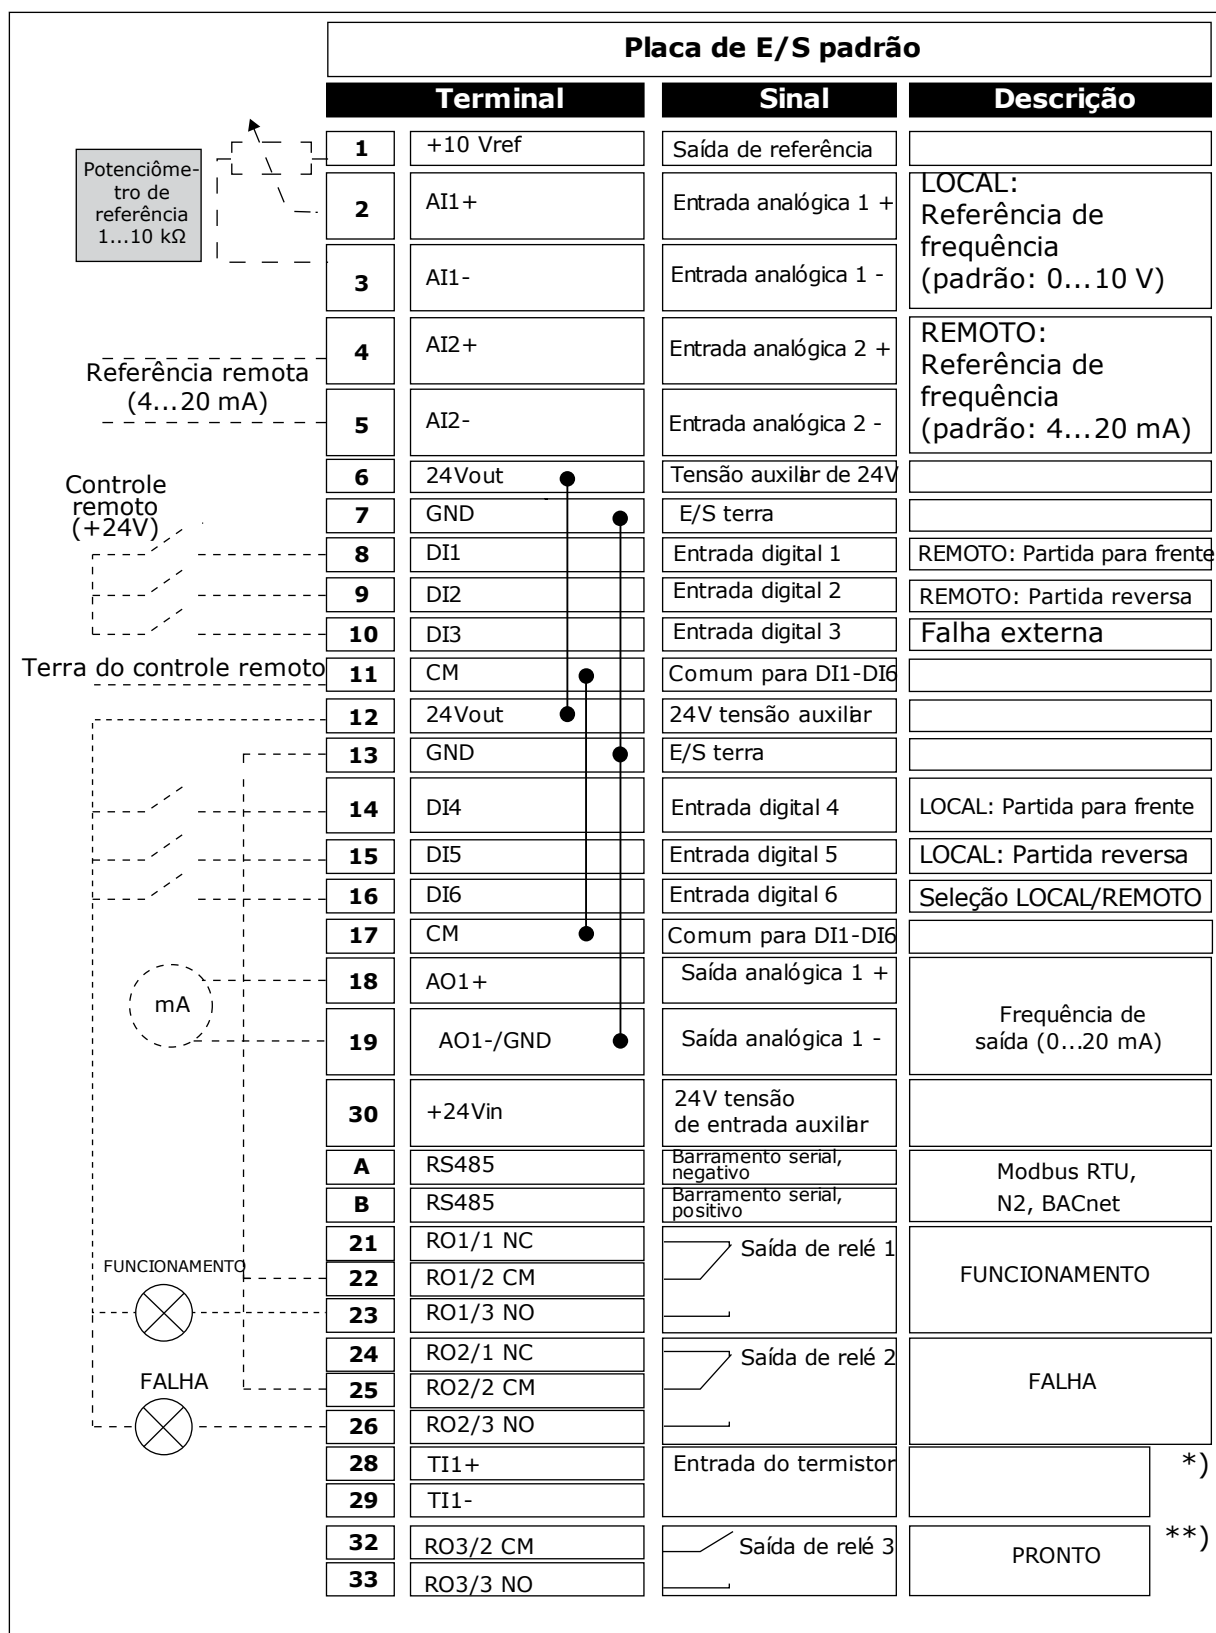 Placa de E/S padrão
Terminal Sinal Descrição
Potenciôme-
tro de
referência
1...10 kΩ
1 +10 Vref Saída de referência
2 AI1+ Entrada analógica 1 +
3 AI1- Entrada analógica 1 -
LOCAL:
Referência de
frequência
(padrão: 0...10 V)
Referência remota
(4...20 mA)
4 AI2+ Entrada analógica 2 +
5 AI2- Entrada analógica 2 -
REMOTO:
Referência de
frequência
(padrão: 4...20 mA)
Controle
remoto
(+24V)
6 24Vout Tensão auxiliar de 24V
7 GND E/S terra
8 DI1 Entrada digital 1 REMOTO: Partida para frente
9 DI2 Entrada digital 2 REMOTO: Partida reversa
10 DI3 Entrada digital 3 Falha externa
Terra do controle remoto 11 CM Comum para DI1-DI6
12 24Vout 24V tensão auxiliar
13 GND E/S terra
14 DI4 Entrada digital 4 LOCAL: Partida para frente
15 DI5 Entrada digital 5 LOCAL: Partida reversa
16 DI6 Entrada digital 6 Seleção LOCAL/REMOTO
17 CM Comum para DI1-DI6
mA
18 AO1+ Saída analógica 1 +
19 AO1-/GND Saída analógica 1 -
Frequência de
saída (0...20 mA)
30 +24Vin 24V tensão
de entrada auxiliar
A RS485 Barramento serial,
negativo
B RS485 Barramento serial,
positivo
Modbus RTU,
N2, BACnet
FUNCIONAMENTO
21 RO1/1 NC Saída de relé 1
22 RO1/2 CM FUNCIONAMENTO
23 RO1/3 NO
FALHA
24 RO2/1 NC Saída de relé 2
25 RO2/2 CM FALHA
26 RO2/3 NO
28 TI1+ Entrada do termistor *)
29 TI1-
32 RO3/2 CM Saída de relé 3 PRONTO **)
33 RO3/3 NO